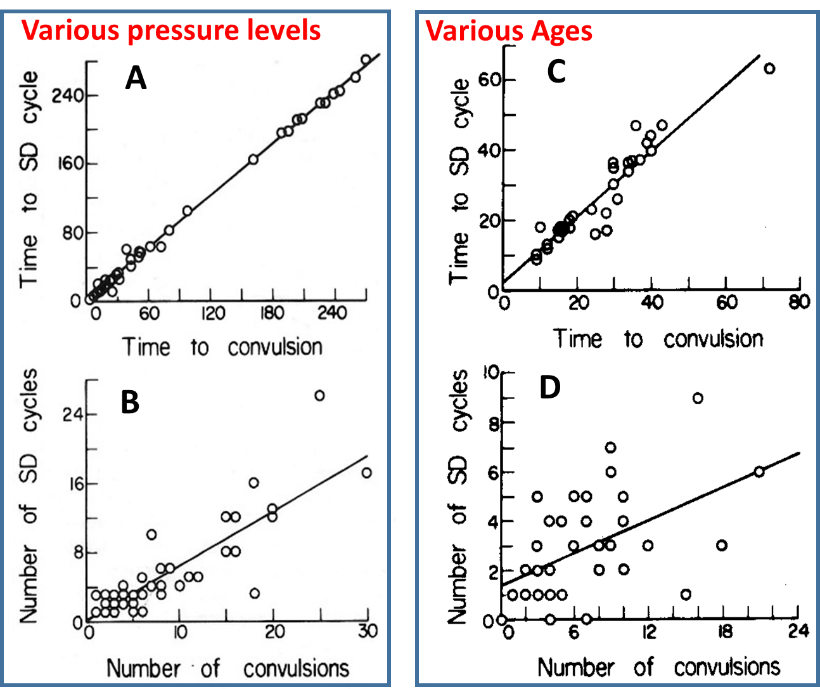 Various pressure levels
A
Time to SD cycle
240
160
80
0
0 60 120 180 240
Time to convulsion
B
Number of SD cycles
24
16
8
0
0 10 20 30
Number of convulsions
Various Ages
C
Time to SD cycle
60
40
20
0
0 20 40 60 80
Time to convulsion
D
Number of SD cycles
10
8
6
4
2
0
0 6 12 18 24
Number of convulsions